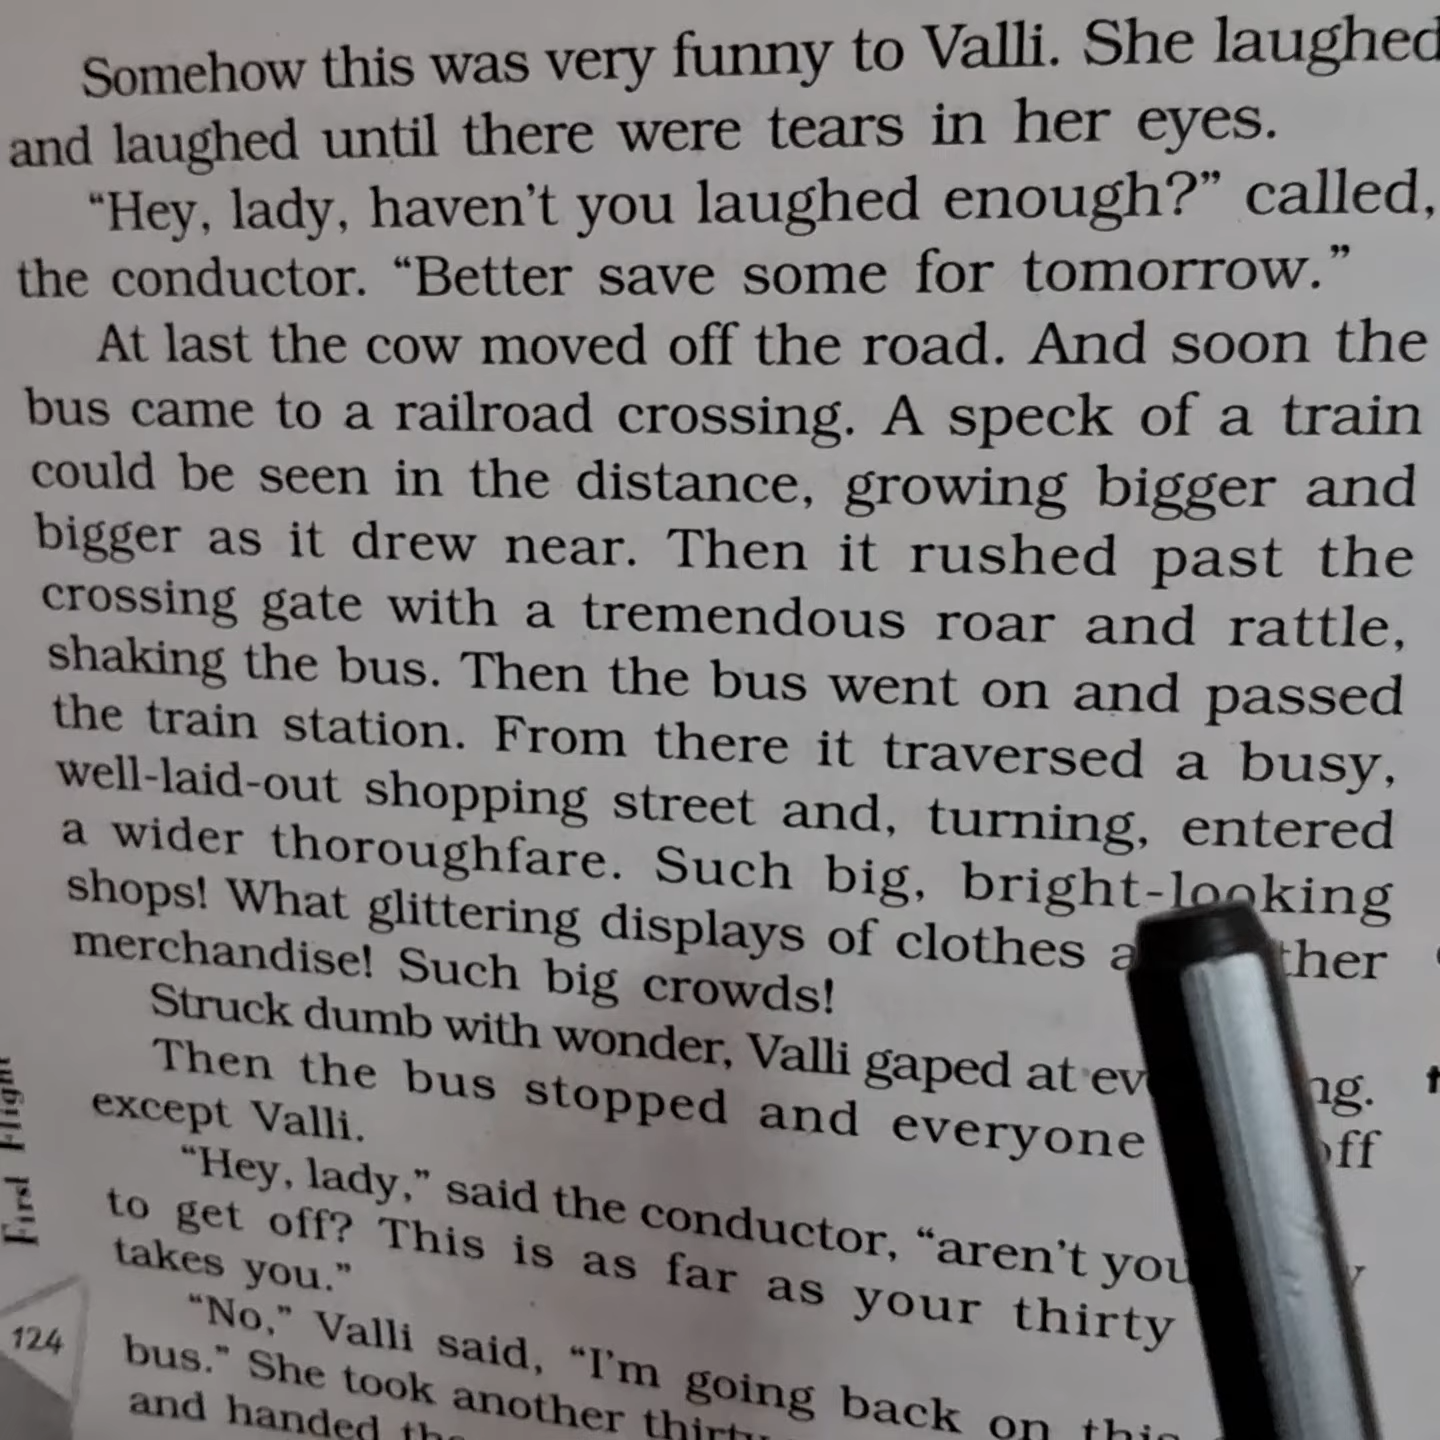 Somehow this was very funny to Valli. She laughed
and laughed until there were tears in her eyes.
“Hey, lady, haven't you laughed enough?” called,
the conductor. “Better save some for tomorrow.”
At last the cow moved off the road. And soon the
bus came to a railroad crossing. A speck of a train
could be seen in the distance, growing bigger and
bigger as it drew near. Then it rushed past the
crossing gate with a tremendous roar and rattle,
shaking the bus. Then the bus went on and passed
the train station. From there it traversed a busy,
well-laid-out shopping street and, turning, entered
a wider thoroughfare. Such big, bright-looking
shops! What glittering displays of clothes
merchandise! Such big crowds!
Struck dumb with wonder, Valli gaped at
Then the bus stopped and everyone off
except Valli.
“Hey, lady,” said the conductor, “aren't you
to get off? This is as far as your thirty
takes you.”
“No,” Valli said, “I'm going back on this
bus.” She took another thirty
and handed
First Flight
124